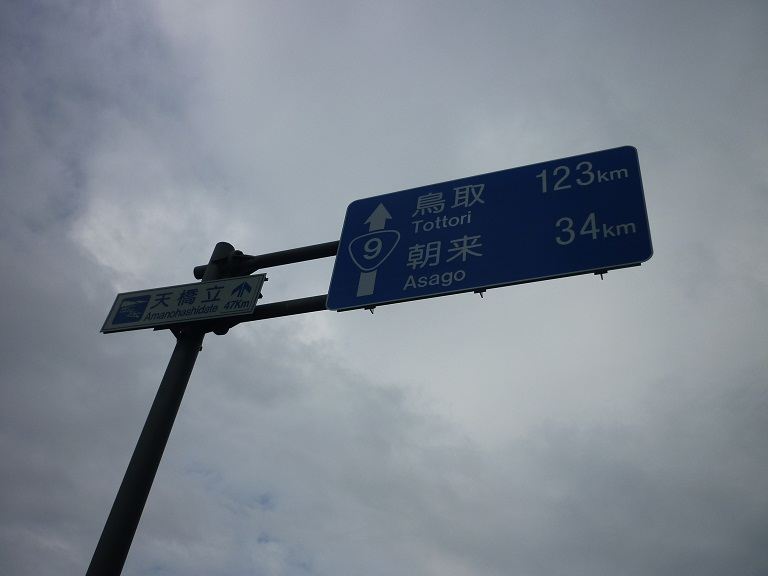 鳥取 123km
Tottori
9
朝来 34km
Asago
天橋立
Amanohashidate 47Km